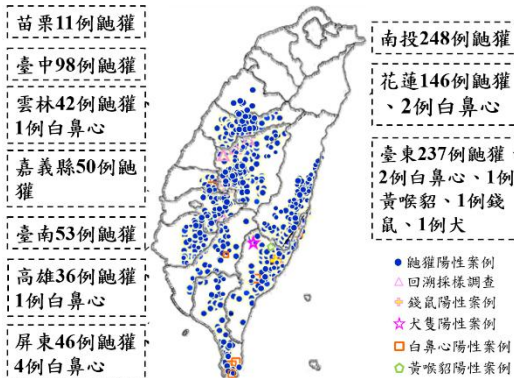 苗栗11例鼬獾
臺中98例鼬獾
雲林42例鼬獾
1例白鼻心
嘉義縣50例鼬
獾
臺南53例鼬獾
高雄36例鼬獾
1例白鼻心
屏東46例鼬獾
4例白鼻心
南投248例鼬獾
花蓮146例鼬獾
、2例白鼻心
臺東237例鼬獾、
2例白鼻心、1例
黃喉貂、1例錢
鼠、1例犬
鼬獾陽性案例
回溯採樣調查
錢鼠陽性案例
犬隻陽性案例
白鼻心陽性案例
黃喉貂陽性案例